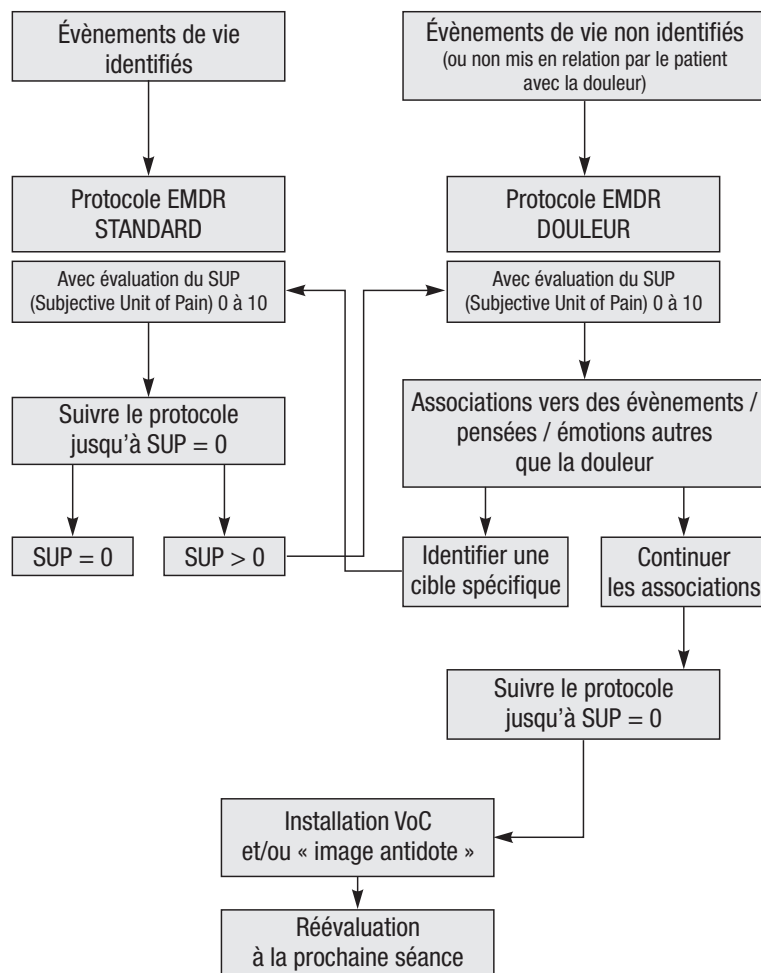 Évènements de vie
identifiés
Évènements de vie non identifiés
(ou non mis en relation par le patient
avec la douleur)
Protocole EMDR
STANDARD
Protocole EMDR
DOULEUR
Avec évaluation du SUP
(Subjective Unit of Pain) 0 à 10
Avec évaluation du SUP
(Subjective Unit of Pain) 0 à 10
Suivre le protocole
jusqu'à SUP = 0
Associations vers des évènements /
pensées / émotions autres
que la douleur
SUP = 0
SUP > 0
Identifier une
cible spécifique
Continuer
les associations
Suivre le protocole
jusqu'à SUP = 0
Installation VoC
et/ou « image antidote »
Réévaluation
à la prochaine séance